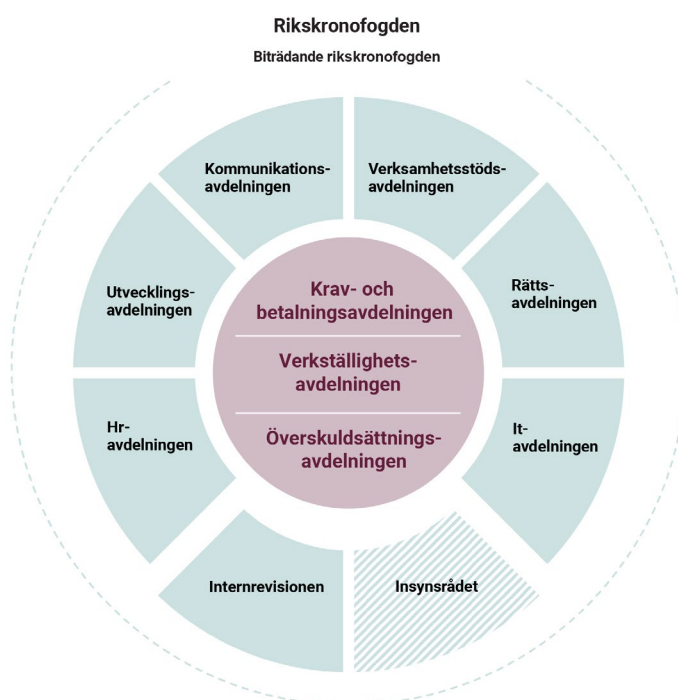 Rikskronofogden
Biträdande rikskronofogden
Kommunikations-
avdelningen
Verksamhetsstöds-
avdelningen
Utvecklings-
avdelningen
Rätts-
avdelningen
Krav- och
betalningsavdelningen
Verkställighets-
avdelningen
Överskuldsättnings-
avdelningen
Hr-
avdelningen
It-
avdelningen
Internrevisionen
Insynsrådet